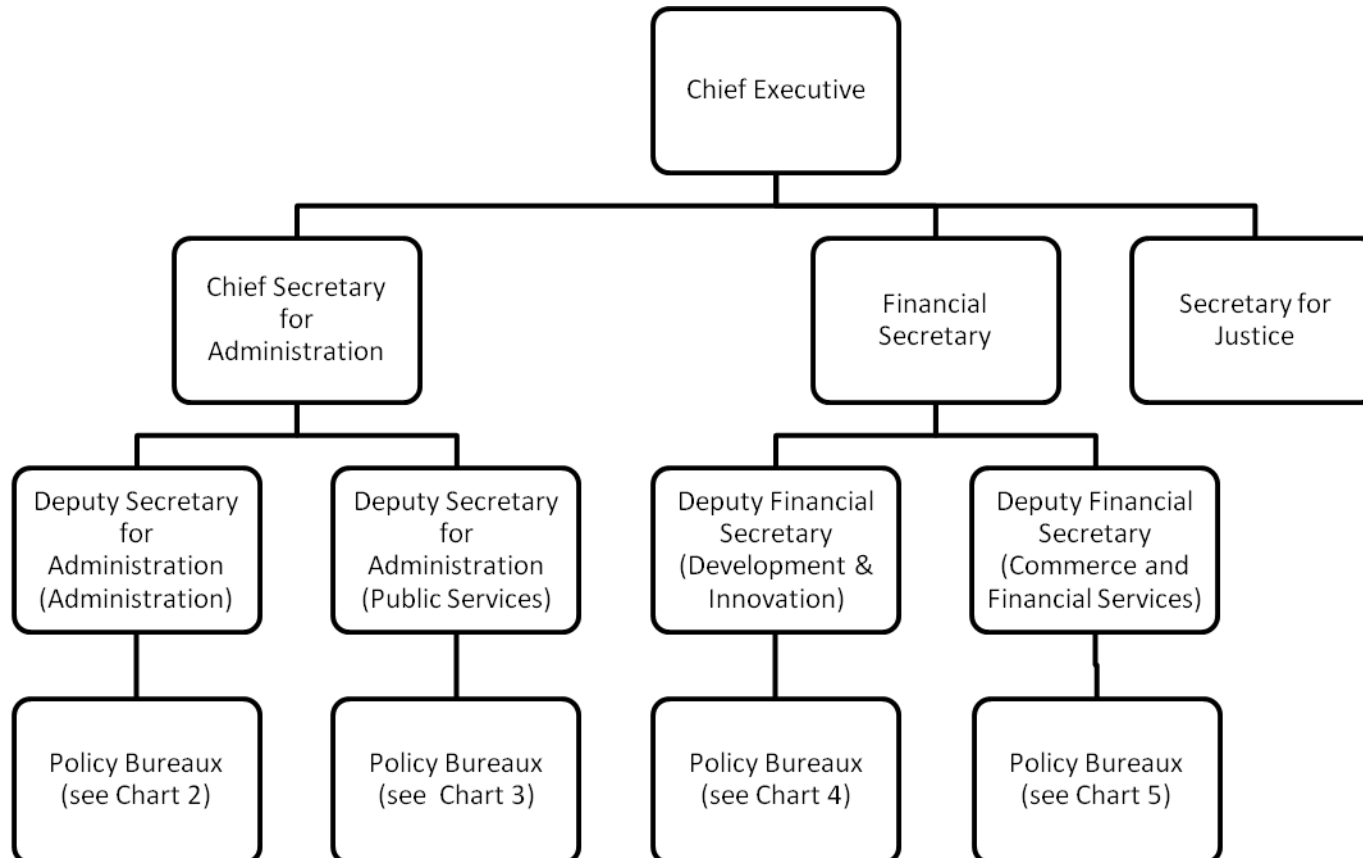 Chief Executive
Chief Secretary
for
Administration
Financial
Secretary
Secretary for
Justice
Deputy Secretary
for
Administration
(Administration)
Deputy Secretary
for
Administration
(Public Services)
Deputy Financial
Secretary
(Development &
Innovation)
Deputy Financial
Secretary
(Commerce and
Financial Services)
Policy Bureaux
(see Chart 2)
Policy Bureaux
(see Chart 3)
Policy Bureaux
(see Chart 4)
Policy Bureaux
(see Chart 5)